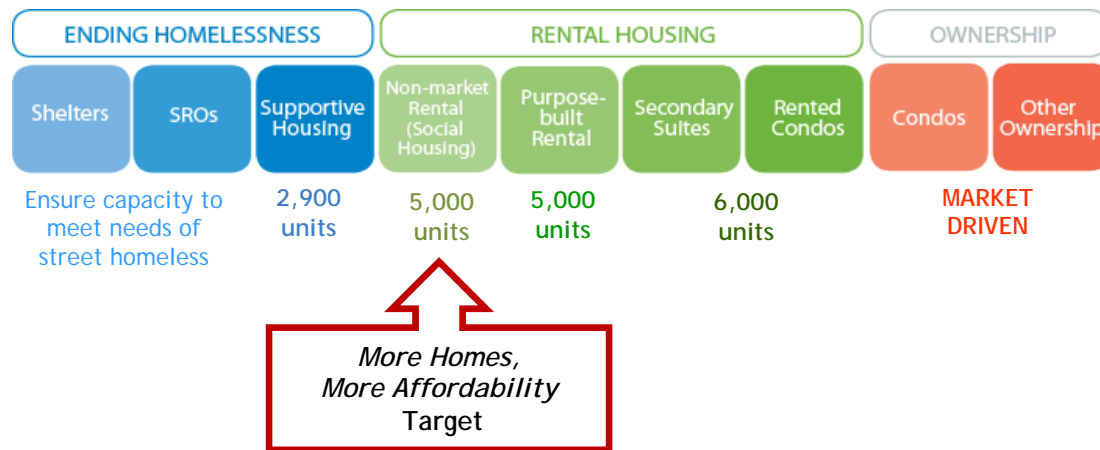 ENDING HOMELESSNESS
RENTAL HOUSING
OWNERSHIP
Shelters
SROs
Supportive
Housing
Non-market
Rental
(Social
Housing)
Purpose-
built
Rental
Secondary
Suites
Rented
Condos
Condos
Other
Ownership
Ensure capacity to
meet needs of
street homeless
2,900
units
5,000
units
5,000
units
6,000
units
MARKET
DRIVEN
More Homes,
More Affordability
Target